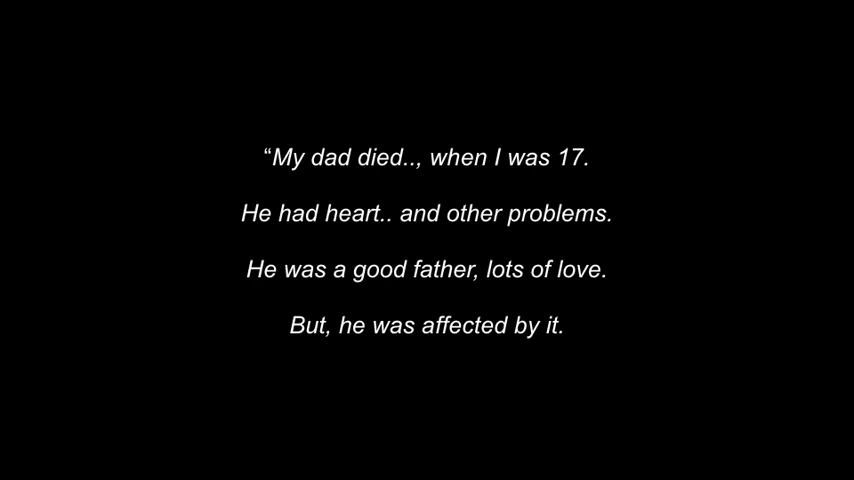 “My dad died.., when I was 17.
He had heart.. and other problems.
He was a good father, lots of love.
But, he was affected by it.